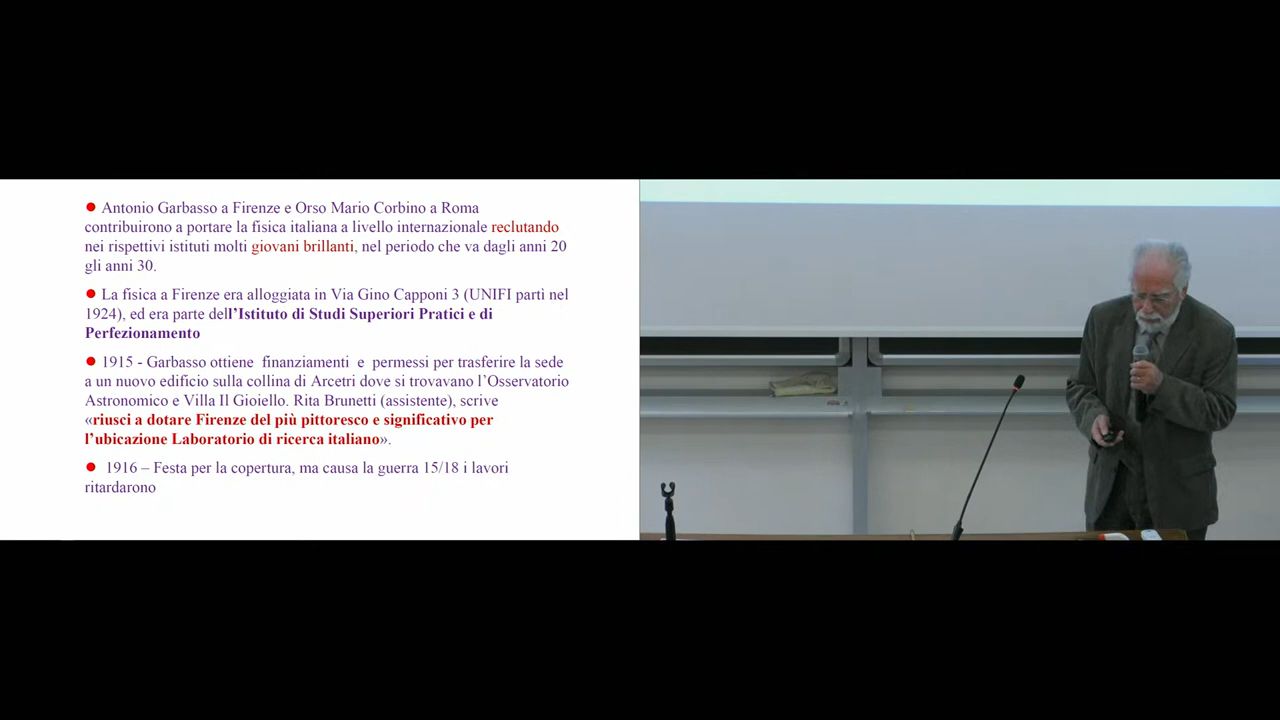 ● Antonio Garbasso a Firenze e Orso Mario Corbino a Roma
contribuirono a portare la fisica italiana a livello internazionale reclutando
nei rispettivi istituti molti giovani brillanti, nel periodo che va dagli anni 20
gli anni 30.
● La fisica a Firenze era alloggiata in Via Gino Capponi 3 (UNIFI partì nel
1924), ed era parte dell’Istituto di Studi Superiori Pratici e di
Perfezionamento
● 1915 - Garbasso ottiene finanziamenti e permessi per trasferire la sede
a un nuovo edificio sulla collina di Arcetri dove si trovavano l’Osservatorio
Astronomico e Villa Il Gioiello. Rita Brunetti (assistente), scrive
«riusci a dotare Firenze del più pittoresco e significativo per
l’ubicazione Laboratorio di ricerca italiano».
● 1916 – Festa per la copertura, ma causa la guerra 15/18 i lavori
ritardarono